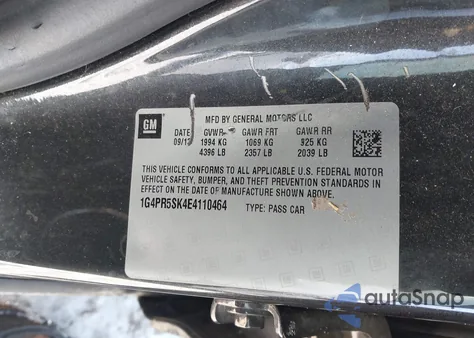 MFD BY GENERAL MOTORS LLC
GM
DATE GVWR GAWR FRT GAWR RR
09/13 1994 KG 1069 KG 925 KG
4396 LB 2357 LB 2039 LB
THIS VEHICLE CONFORMS TO ALL APPLICABLE U.S. FEDERAL MOTOR
VEHICLE SAFETY, BUMPER, AND THEFT PREVENTION STANDARDS IN
EFFECT ON THE DATE OF MANUFACTURE SHOWN ABOVE.
1G4PR5SK4E4110464 TYPE: PASS CAR
autoSnap